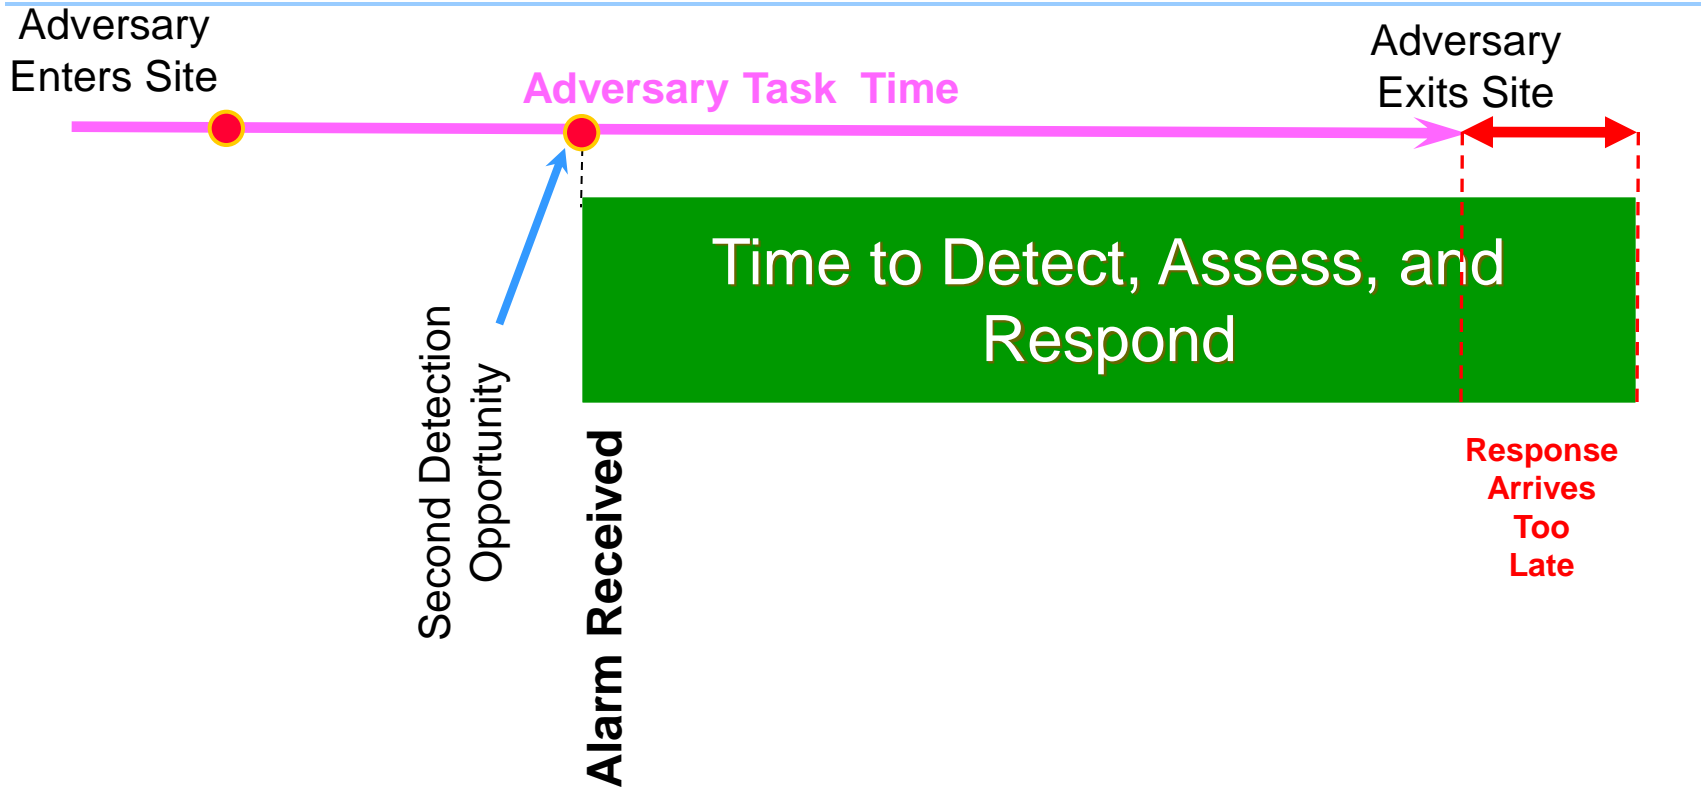 Adversary
Enters Site
Adversary Task Time
Adversary
Exits Site
Time to Detect, Assess, and
Respond
Second Detection
Opportunity
Alarm Received
Response
Arrives
Too
Late